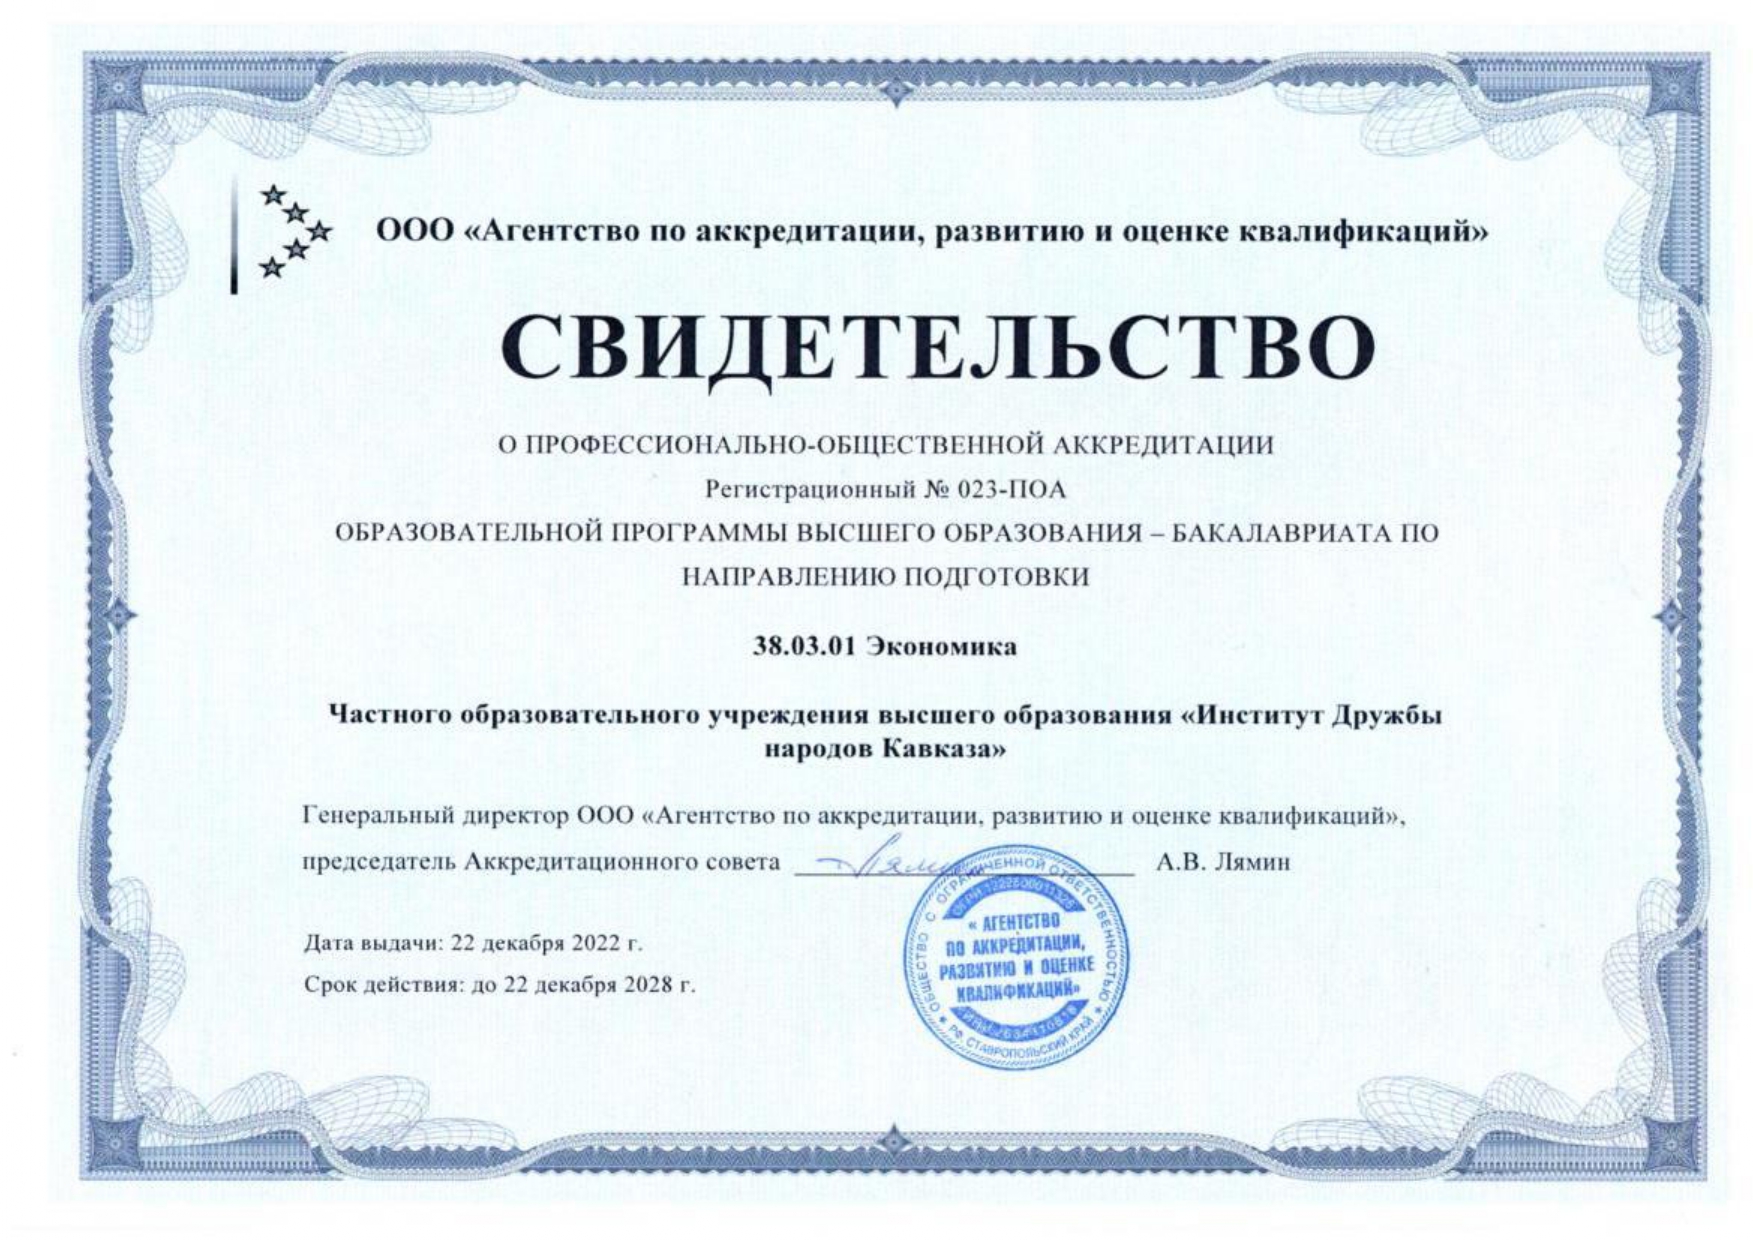 ООО «Агентство по аккредитации, развитию и оценке квалификаций»
СВИДЕТЕЛЬСТВО
О ПРОФЕССИОНАЛЬНО-ОБЩЕСТВЕННОЙ АККРЕДИТАЦИИ
Регистрационный № 023-ПОА
ОБРАЗОВАТЕЛЬНОЙ ПРОГРАММЫ ВЫСШЕГО ОБРАЗОВАНИЯ – БАКАЛАВРИАТА ПО
НАПРАВЛЕНИЮ ПОДГОТОВКИ
38.03.01 Экономика
Частного образовательного учреждения высшего образования «Институт Дружбы
народов Кавказа»
Генеральный директор ООО «Агентство по аккредитации, развитию и оценке квалификаций»,
председатель Аккредитационного совета А.В. Лямин
Дата выдачи: 22 декабря 2022 г.
Срок действия: до 22 декабря 2028 г.
ОБЩЕСТВО С ОГРАНИЧЕННОЙ ОТВЕТСТВЕННОСТЬЮ
ОГРН
« АГЕНТСТВО
ПО АККРЕДИТАЦИИ,
РАЗВИТИЮ И ОЦЕНКЕ
КВАЛИФИКАЦИЙ»
ИНН
РФ, СТАВРОПОЛЬСКИЙ КРАЙ